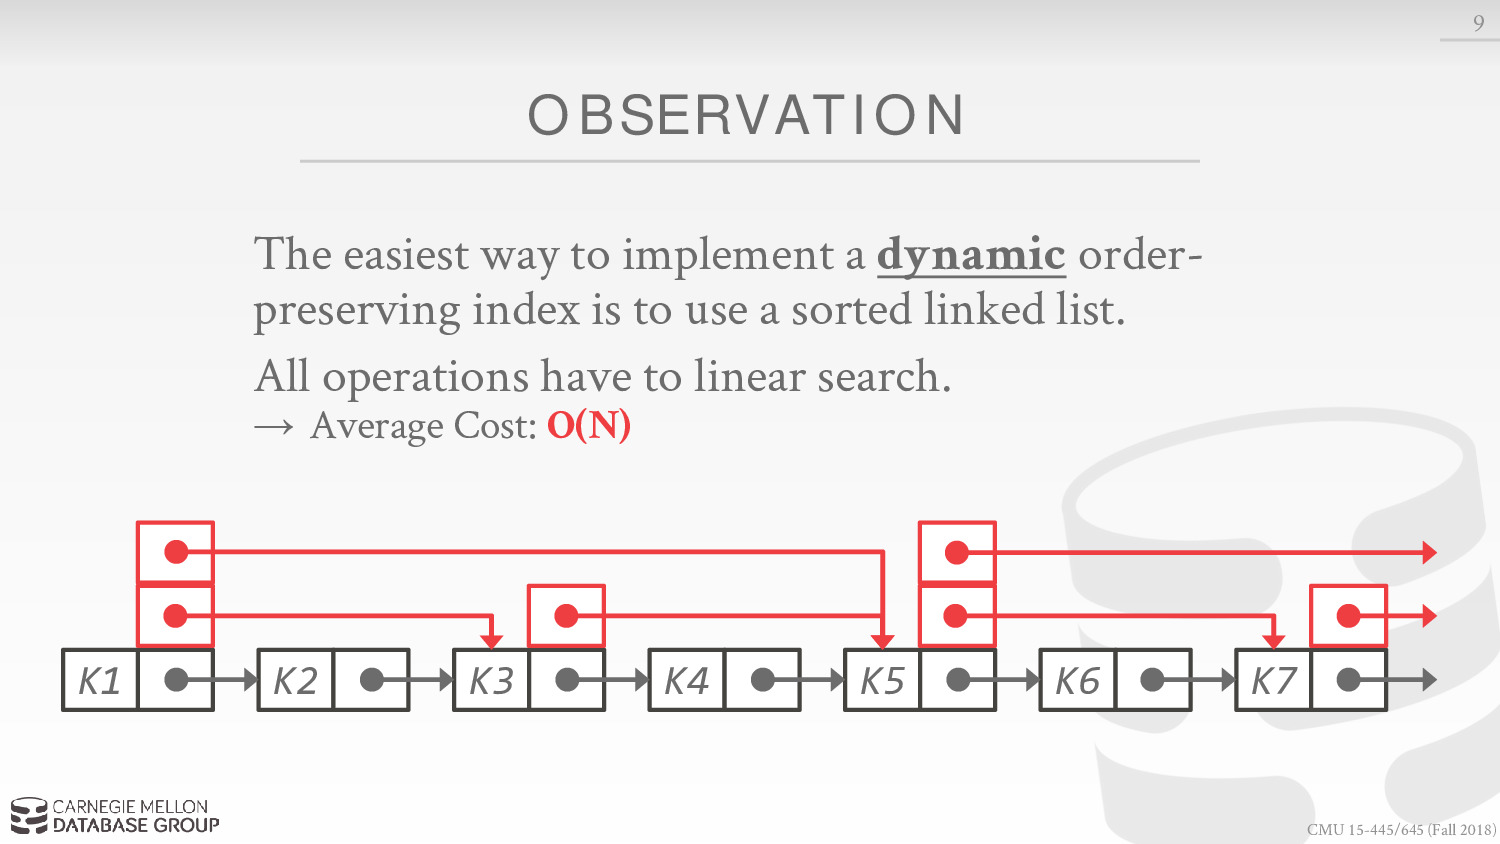 9
OBSERVATION
The easiest way to implement a dynamic order-
preserving index is to use a sorted linked list.
All operations have to linear search.
→ Average Cost: O(N)
K1 K2 K3 K4 K5 K6 K7
CARNEGIE MELLON
DATABASE GROUP
CMU 15-445/645 (Fall 2018)